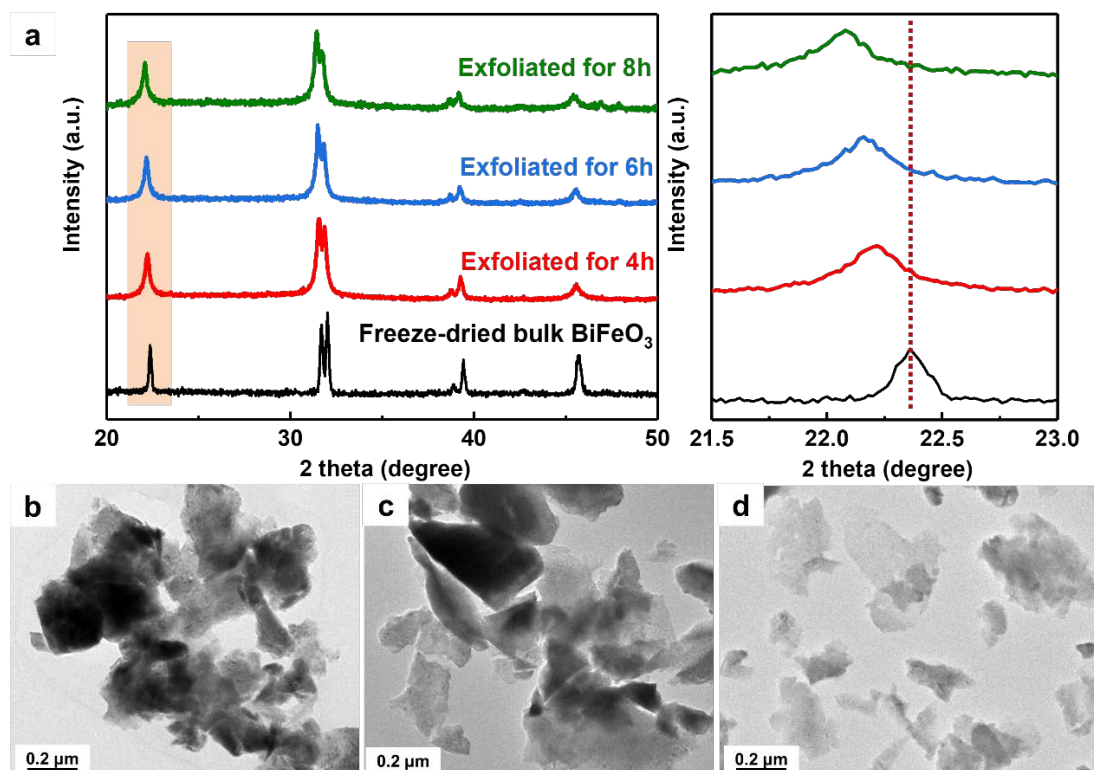 a
Intensity (a.u.)
Exfoliated for 8h
Exfoliated for 6h
Exfoliated for 4h
Freeze-dried bulk BiFeO₃
20 30 40 50
2 theta (degree)
Intensity (a.u.)
21.5 22.0 22.5 23.0
2 theta (degree)
b
0.2 µm
c
0.2 µm
d
0.2 µm